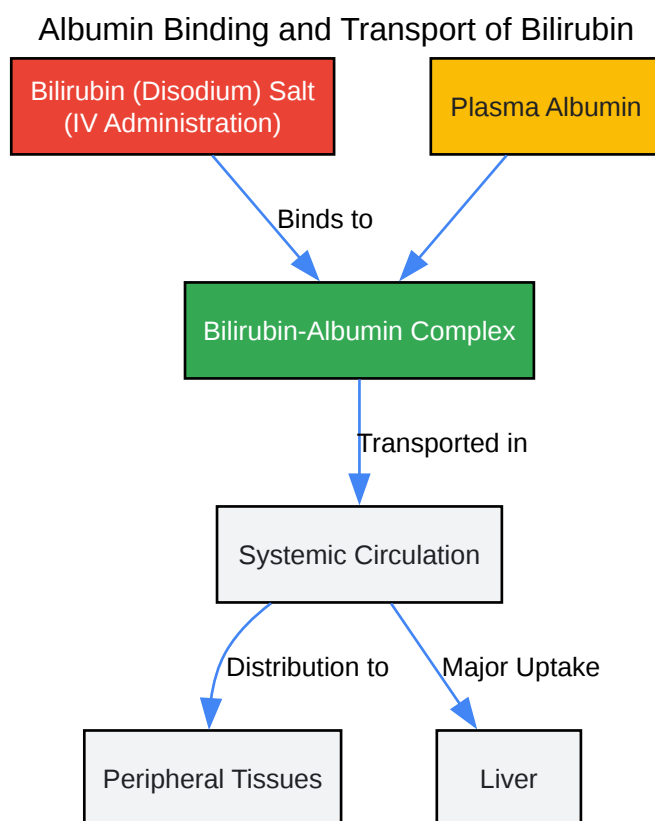 Albumin Binding and Transport of Bilirubin
Bilirubin (Disodium) Salt
(IV Administration)
Plasma Albumin
Binds to
Bilirubin-Albumin Complex
Transported in
Systemic Circulation
Distribution to
Major Uptake
Peripheral Tissues
Liver